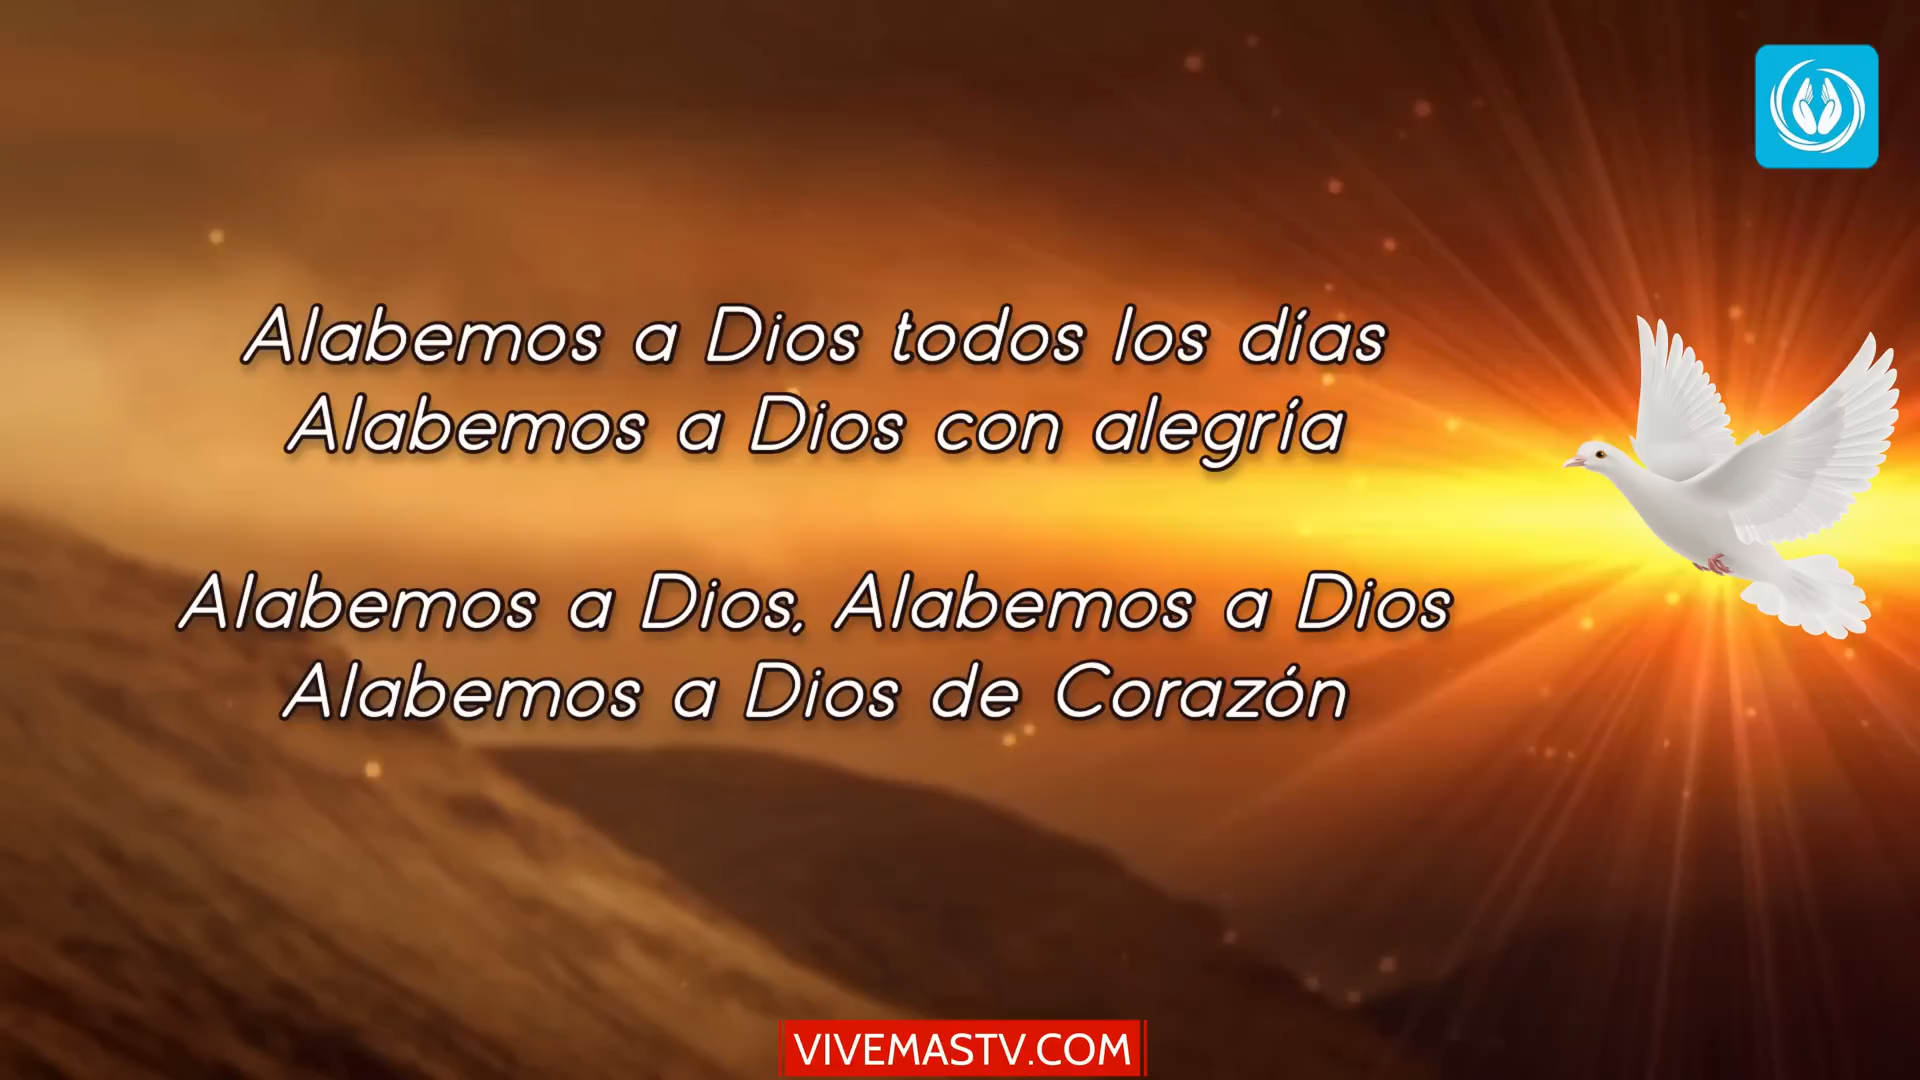 Alabemos a Dios todos los días
Alabemos a Dios con alegría
Alabemos a Dios, Alabemos a Dios
Alabemos a Dios de Corazón
VIVEMASTV.COM